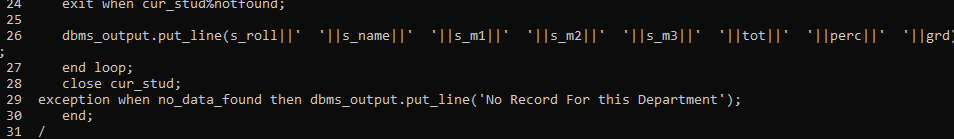 24     exit when cur_stud%notfound;
25
26     dbms_output.put_line(s_roll||'  '||s_name||'  '||s_m1||'  '||s_m2||'  '||s_m3||'  '||tot||'  '||perc||'  '||grd)
;
27     end loop;
28     close cur_stud;
29  exception when no_data_found then dbms_output.put_line('No Record For this Department');
30     end;
31  /